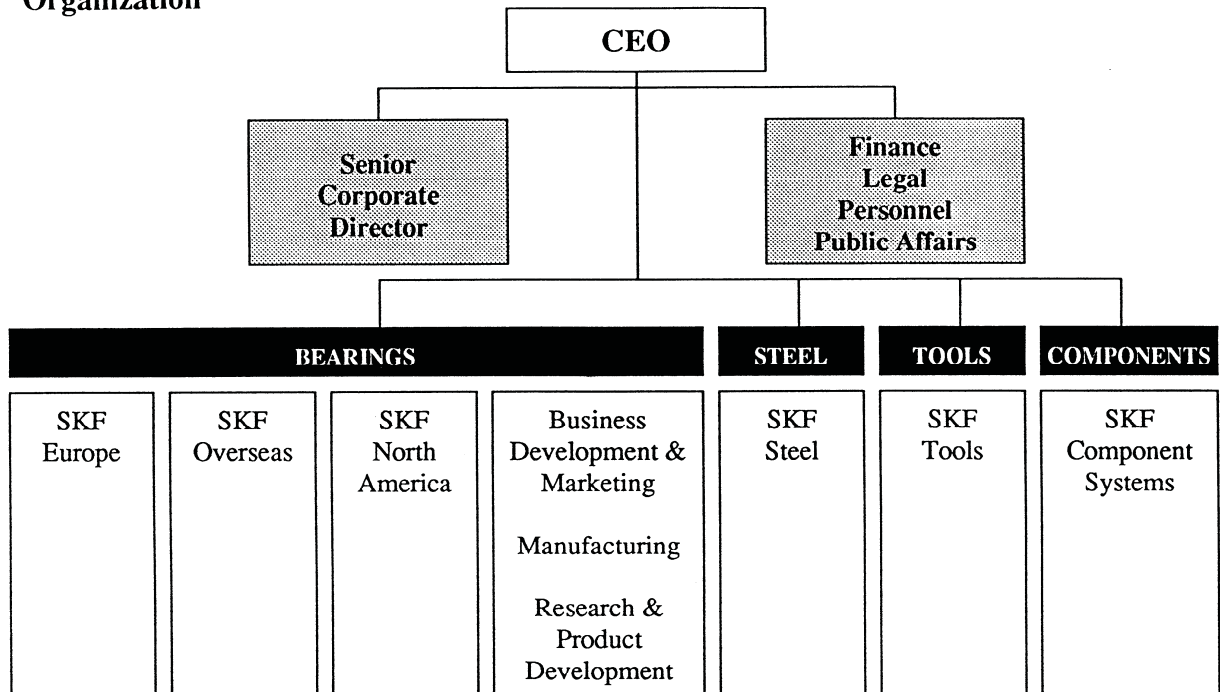 Organization
CEO
Senior
Corporate
Director
Finance
Legal
Personnel
Public Affairs
BEARINGS
STEEL
TOOLS
COMPONENTS
SKF
Europe
SKF
Overseas
SKF
North
America
Business
Development &
Marketing
Manufacturing
Research &
Product
Development
SKF
Steel
SKF
Tools
SKF
Component
Systems